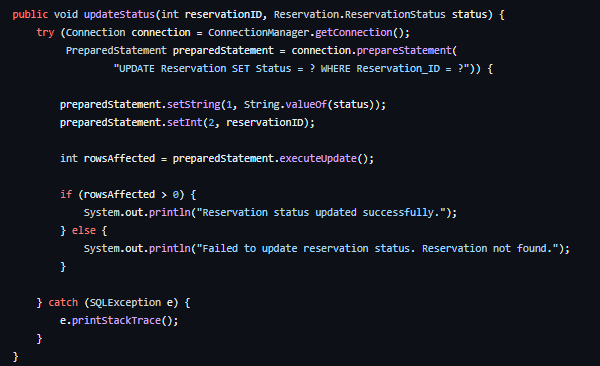 public void updateStatus(int reservationID, Reservation.ReservationStatus status) {
try (Connection connection = ConnectionManager.getConnection();
PreparedStatement preparedStatement = connection.prepareStatement(
"UPDATE Reservation SET Status = ? WHERE Reservation_ID = ?")) {
preparedStatement.setString(1, String.valueOf(status));
preparedStatement.setInt(2, reservationID);
int rowsAffected = preparedStatement.executeUpdate();
if (rowsAffected > 0) {
System.out.println("Reservation status updated successfully.");
} else {
System.out.println("Failed to update reservation status. Reservation not found.");
}
} catch (SQLException e) {
e.printStackTrace();
}
}